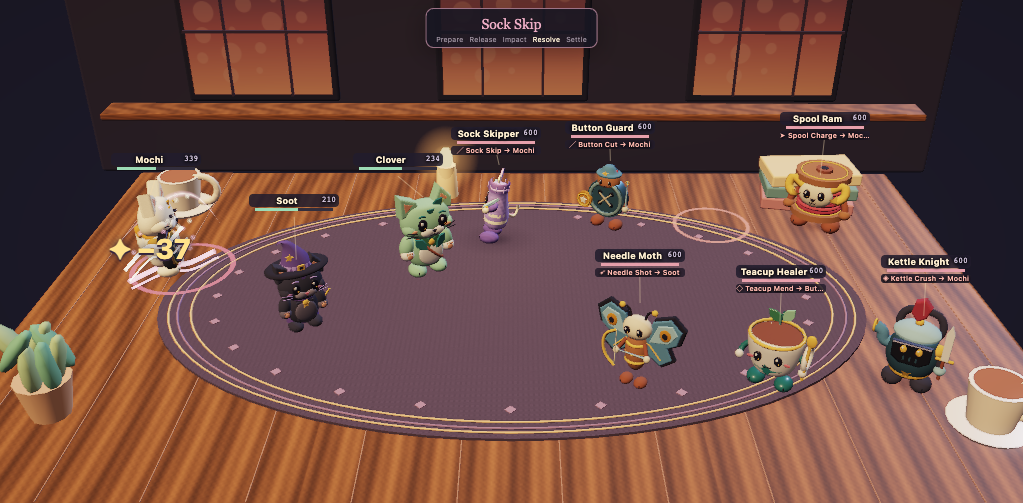 Sock Skip
Prepare Release Impact Resolve Settle
Spool Ram 600
Spool Charge → Moc...
Button Guard 600
Button Cut → Mochi
Sock Skipper 600
Sock Skip → Mochi
Mochi 339
Clover 234
Soot 210
-37
Needle Moth 600
Needle Shot → Soot
Kettle Knight 600
Kettle Crush → Mochi
Teacup Healer 600
Teacup Mend → But...